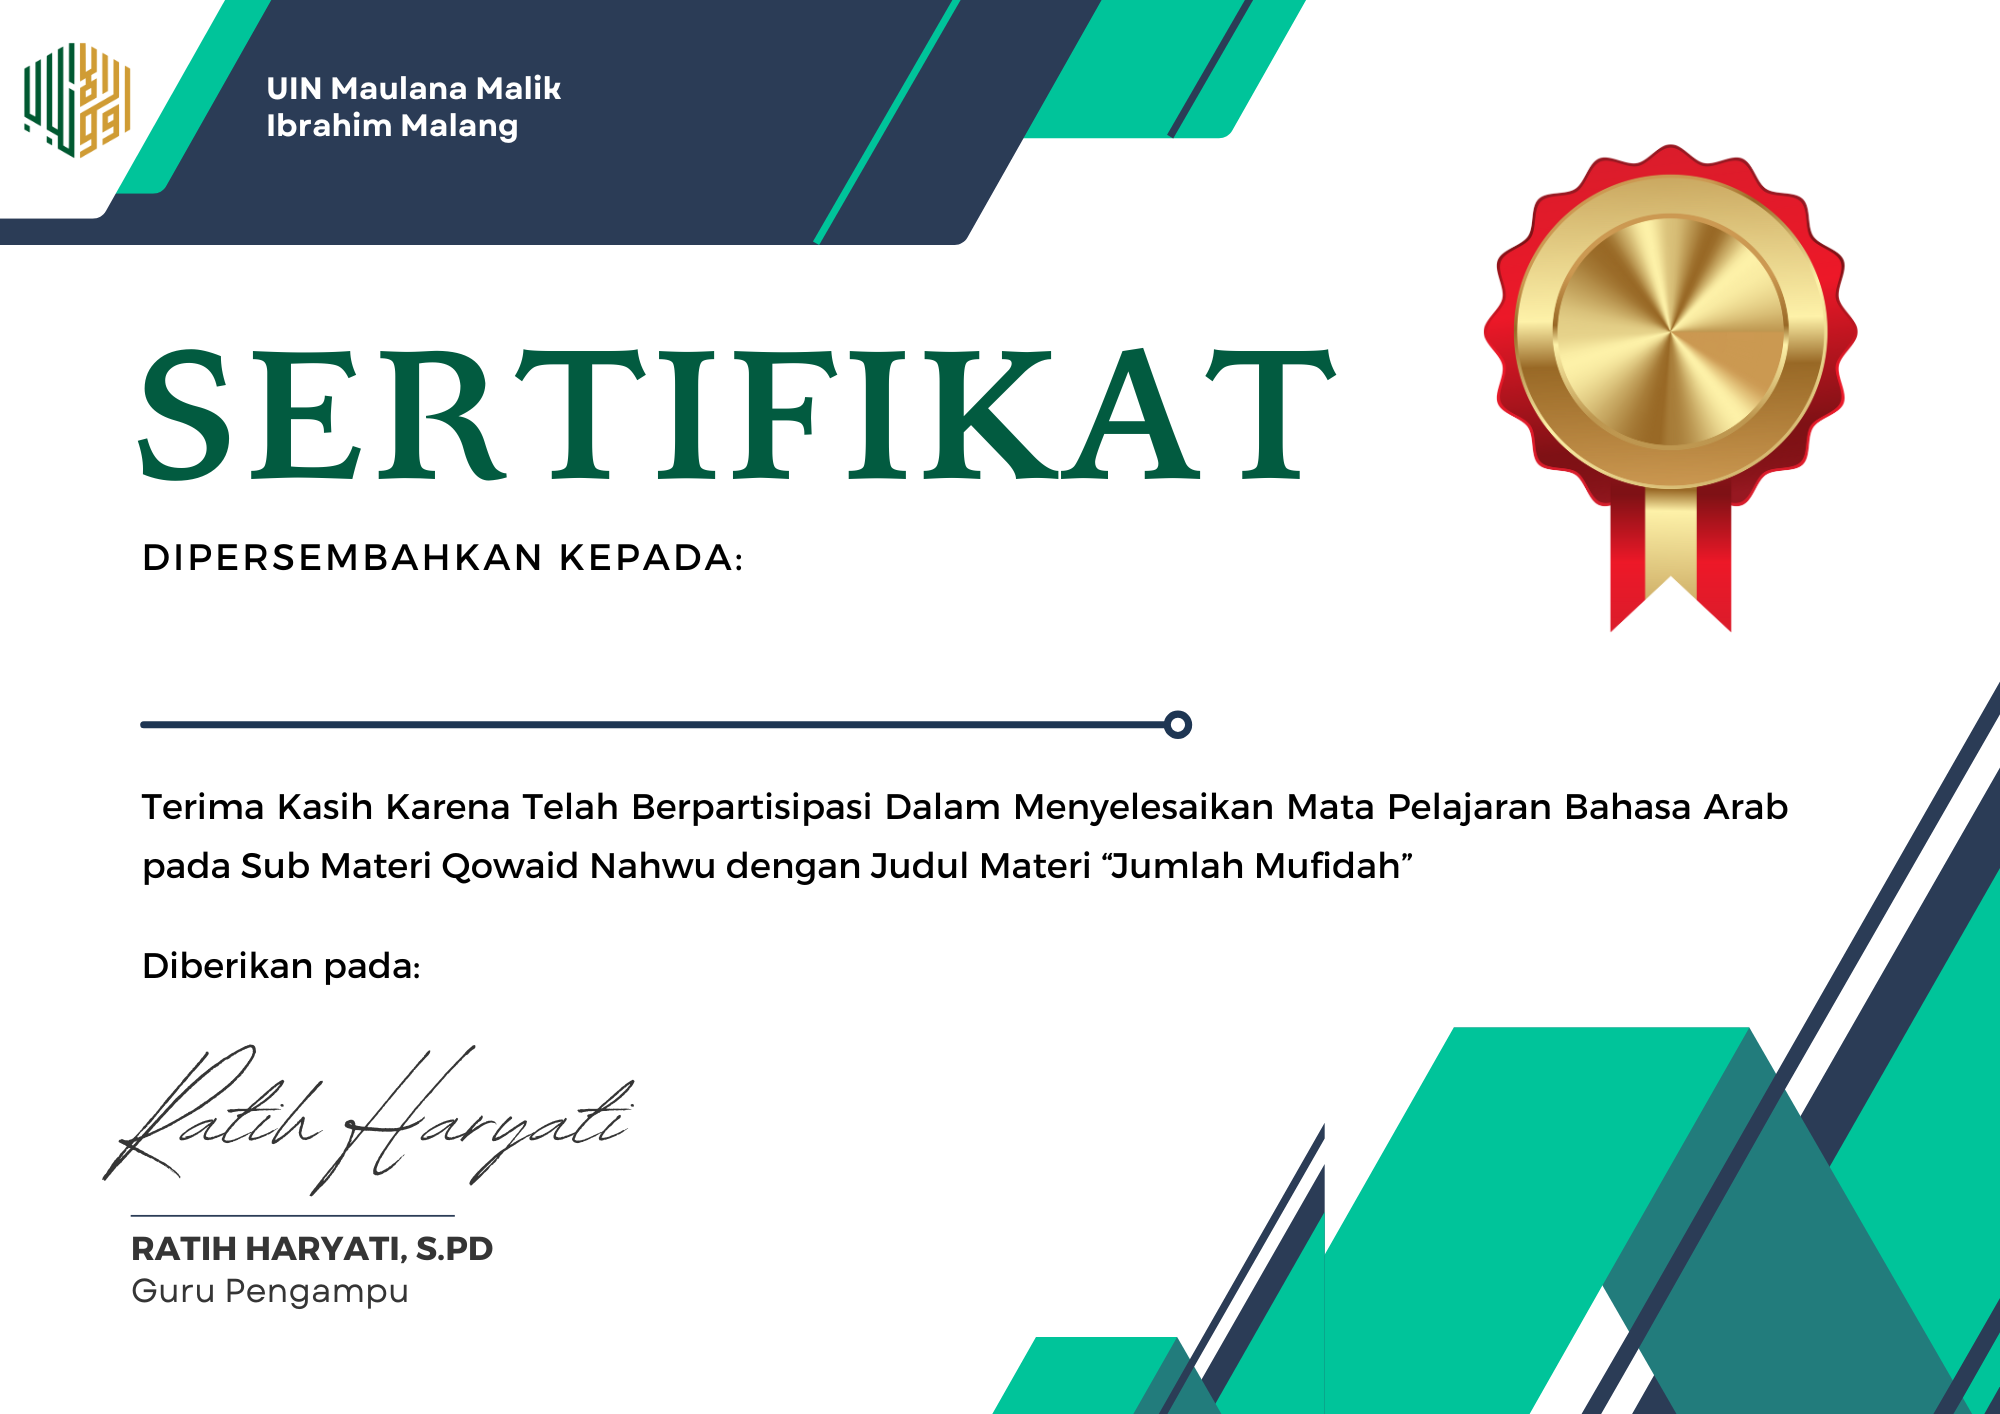 UIN Maulana Malik
Ibrahim Malang
SERTIFIKAT
DIPERSEMBAHKAN KEPADA:
Terima Kasih Karena Telah Berpartisipasi Dalam Menyelesaikan Mata Pelajaran Bahasa Arab
pada Sub Materi Qowaid Nahwu dengan Judul Materi “Jumlah Mufidah”
Diberikan pada:
Ratih Haryati
RATIH HARYATI, S.PD
Guru Pengampu